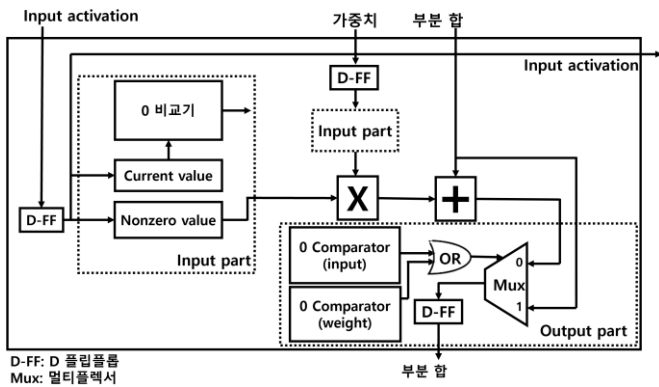 Input activation
가중치
부분 합
Input activation
D-FF
0 비교기
Input part
Current value
D-FF
Nonzero value
X
+
Input part
0 Comparator
(input)
OR
0
Mux
1
0 Comparator
(weight)
D-FF
Output part
D-FF: D 플립플롭
Mux: 멀티플렉서
부분 합